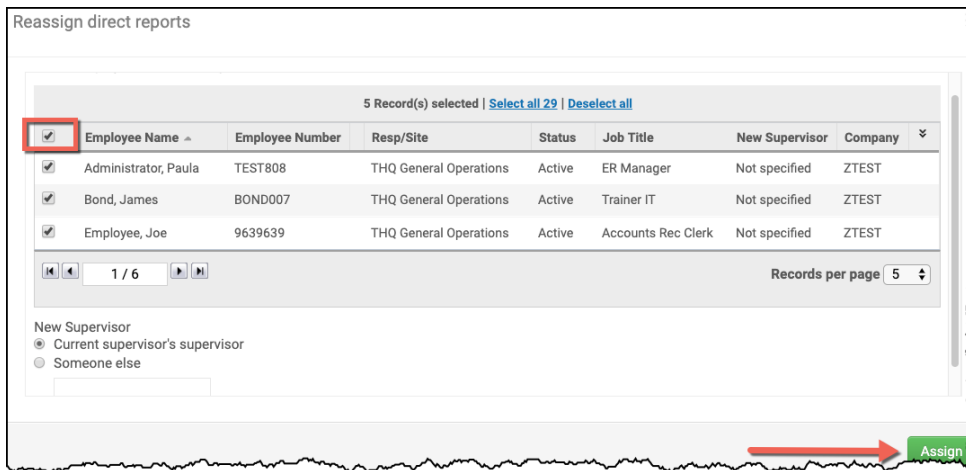 Reassign direct reports
5 Record(s) selected | Select all 29 | Deselect all
Employee Name Employee Number Resp/Site Status Job Title New Supervisor Company
Administrator, Paula TEST808 THQ General Operations Active ER Manager Not specified ZTEST
Bond, James BOND007 THQ General Operations Active Trainer IT Not specified ZTEST
Employee, Joe 9639639 THQ General Operations Active Accounts Rec Clerk Not specified ZTEST
1 / 6 Records per page 5
New Supervisor
Current supervisor's supervisor
Someone else
Assign